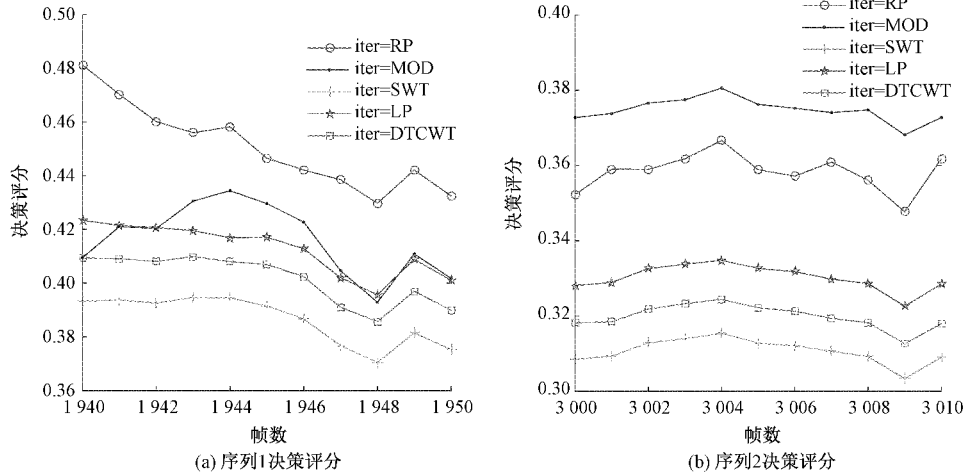 0.50
0.48
0.46
0.44
0.42
0.40
0.38
0.36
决策评分
iter=RP
iter=MOD
iter=SWT
iter=LP
iter=DTCWT
1 940
1 942
1 944
1 946
1 948
1 950
帧数
(a) 序列1决策评分
0.40
0.38
0.36
0.34
0.32
0.30
决策评分
iter=RP
iter=MOD
iter=SWT
iter=LP
iter=DTCWT
3 000
3 002
3 004
3 006
3 008
3 010
帧数
(b) 序列2决策评分